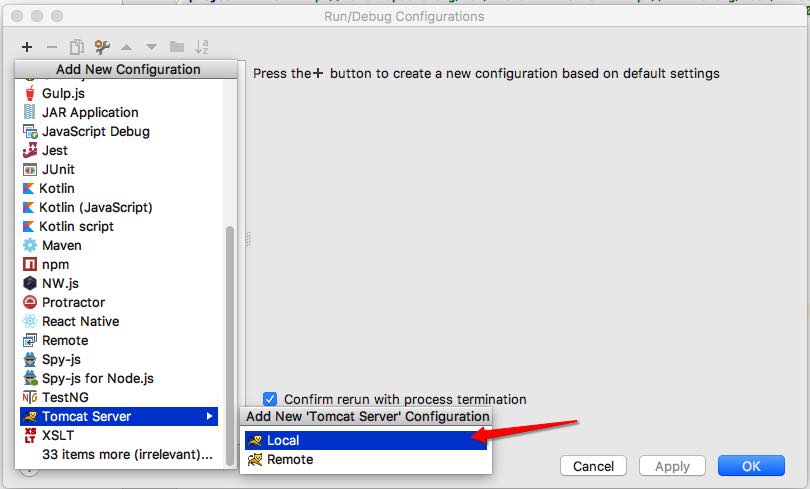 Run/Debug Configurations
Add New Configuration
Press the+ button to create a new configuration based on default settings
Gulp.js
JAR Application
JavaScript Debug
Jest
JUnit
Kotlin
Kotlin (JavaScript)
Kotlin script
Maven
npm
NW.js
Protractor
React Native
Remote
Spy-js
Spy-js for Node.js
TestNG
Tomcat Server
XSLT
33 items more (irrelevant)...
Confirm rerun with process termination
Add New 'Tomcat Server' Configuration
Local
Remote
Cancel
Apply
OK